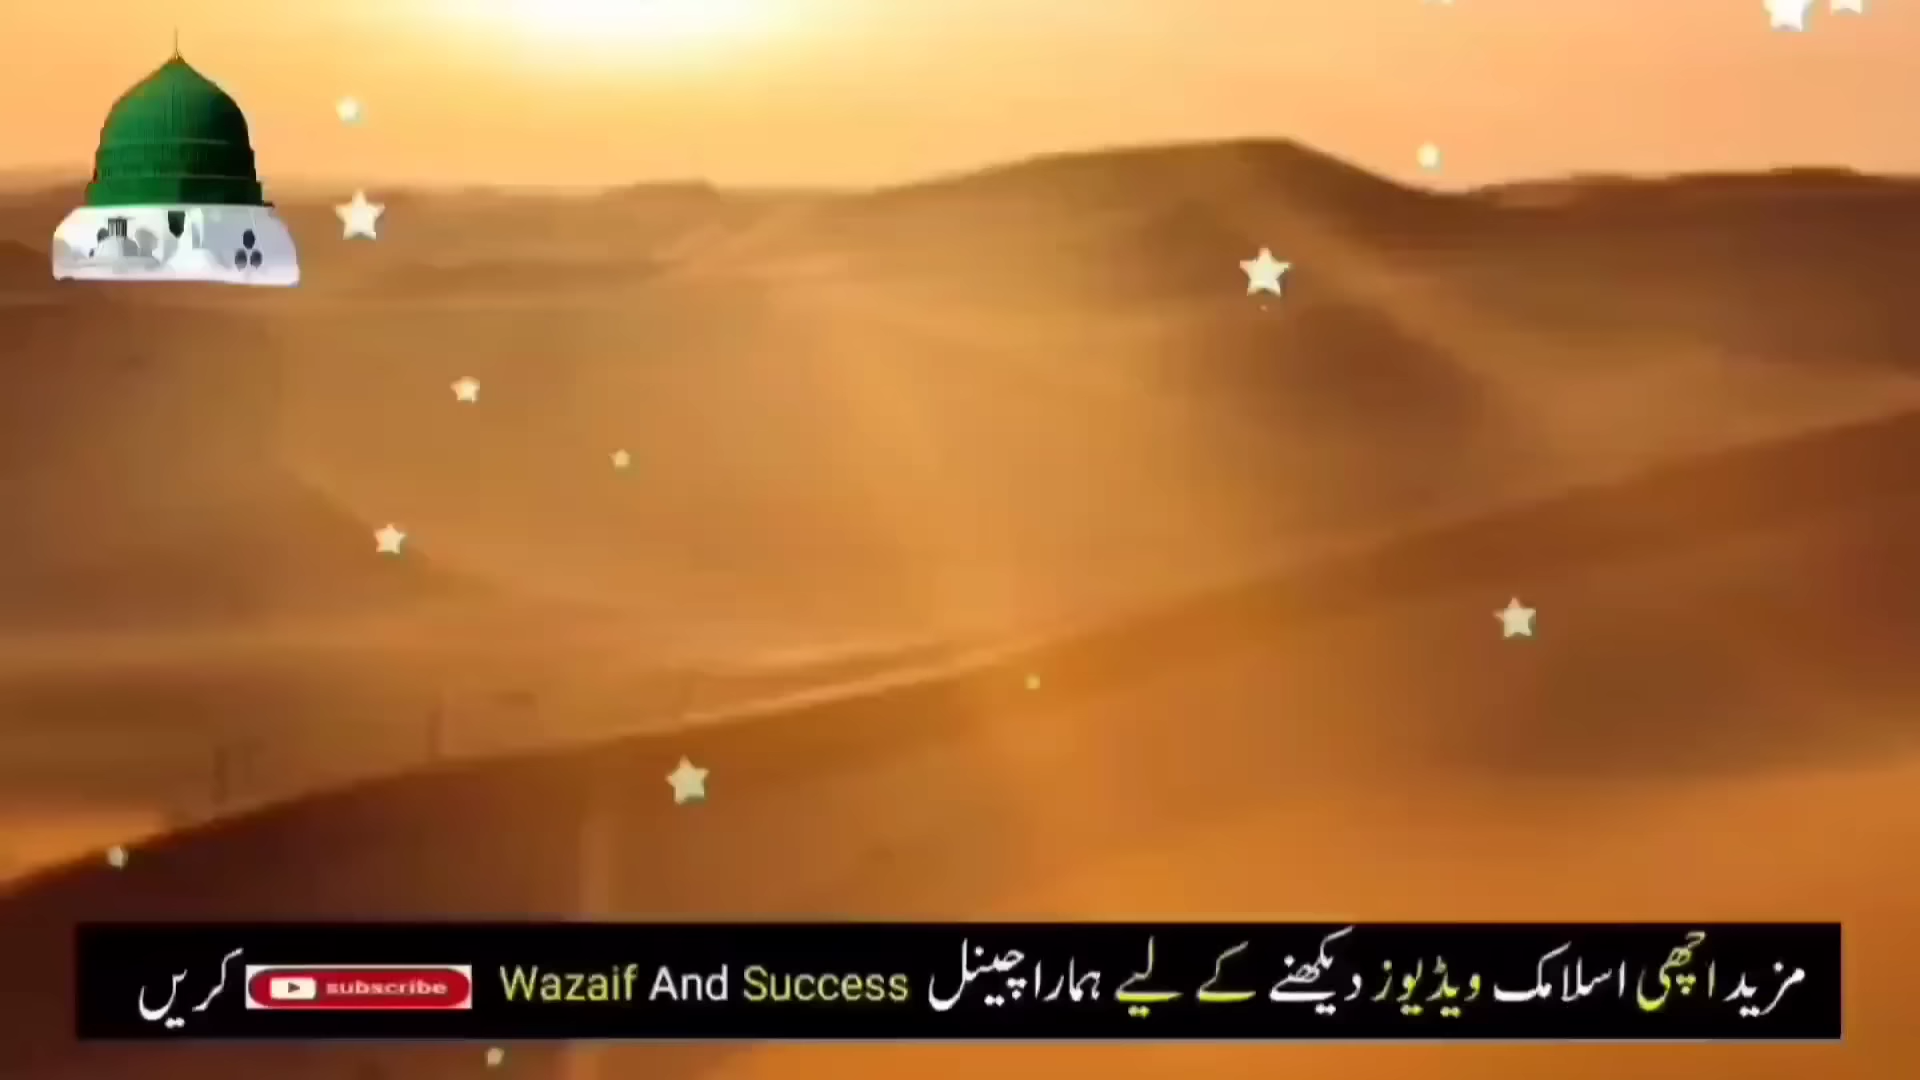 مزید اچھی اسلامک ویڈیوز دیکھنے کے لیے ہمارا چینل Wazaif And Success subscribe کریں